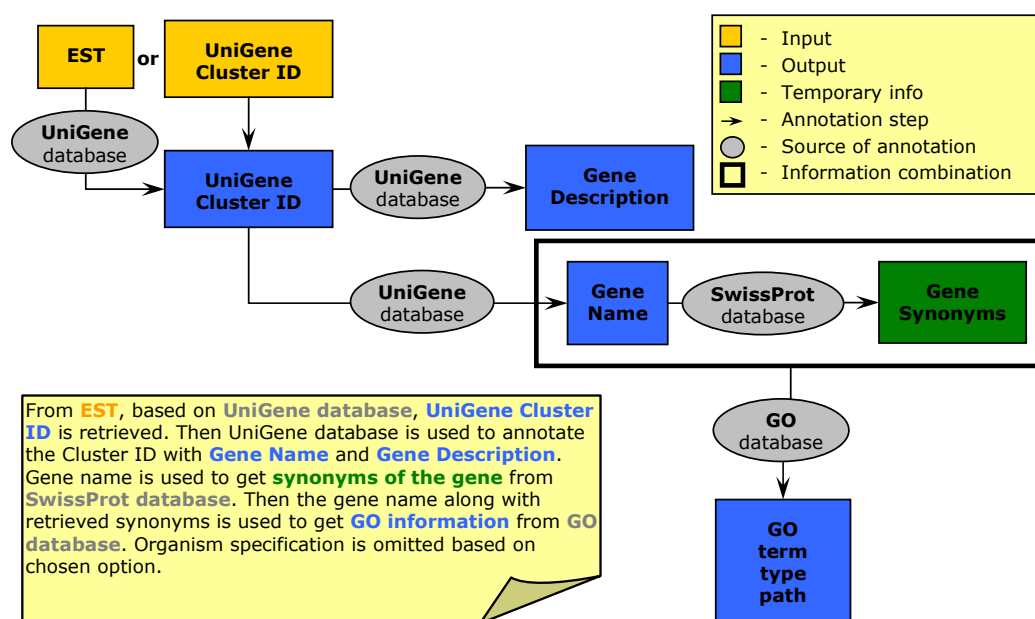 EST
or
UniGene
Cluster ID
- Input
- Output
- Temporary info
- Annotation step
- Source of annotation
- Information combination
UniGene
database
UniGene
Cluster ID
UniGene
database
Gene
Description
UniGene
database
Gene
Name
SwissProt
database
Gene
Synonyms
GO
database
GO
term
type
path
From EST, based on UniGene database, UniGene Cluster
ID is retrieved. Then UniGene database is used to annotate
the Cluster ID with Gene Name and Gene Description.
Gene name is used to get synonyms of the gene from
SwissProt database. Then the gene name along with
retrieved synonyms is used to get GO information from GO
database. Organism specification is omitted based on
chosen option.